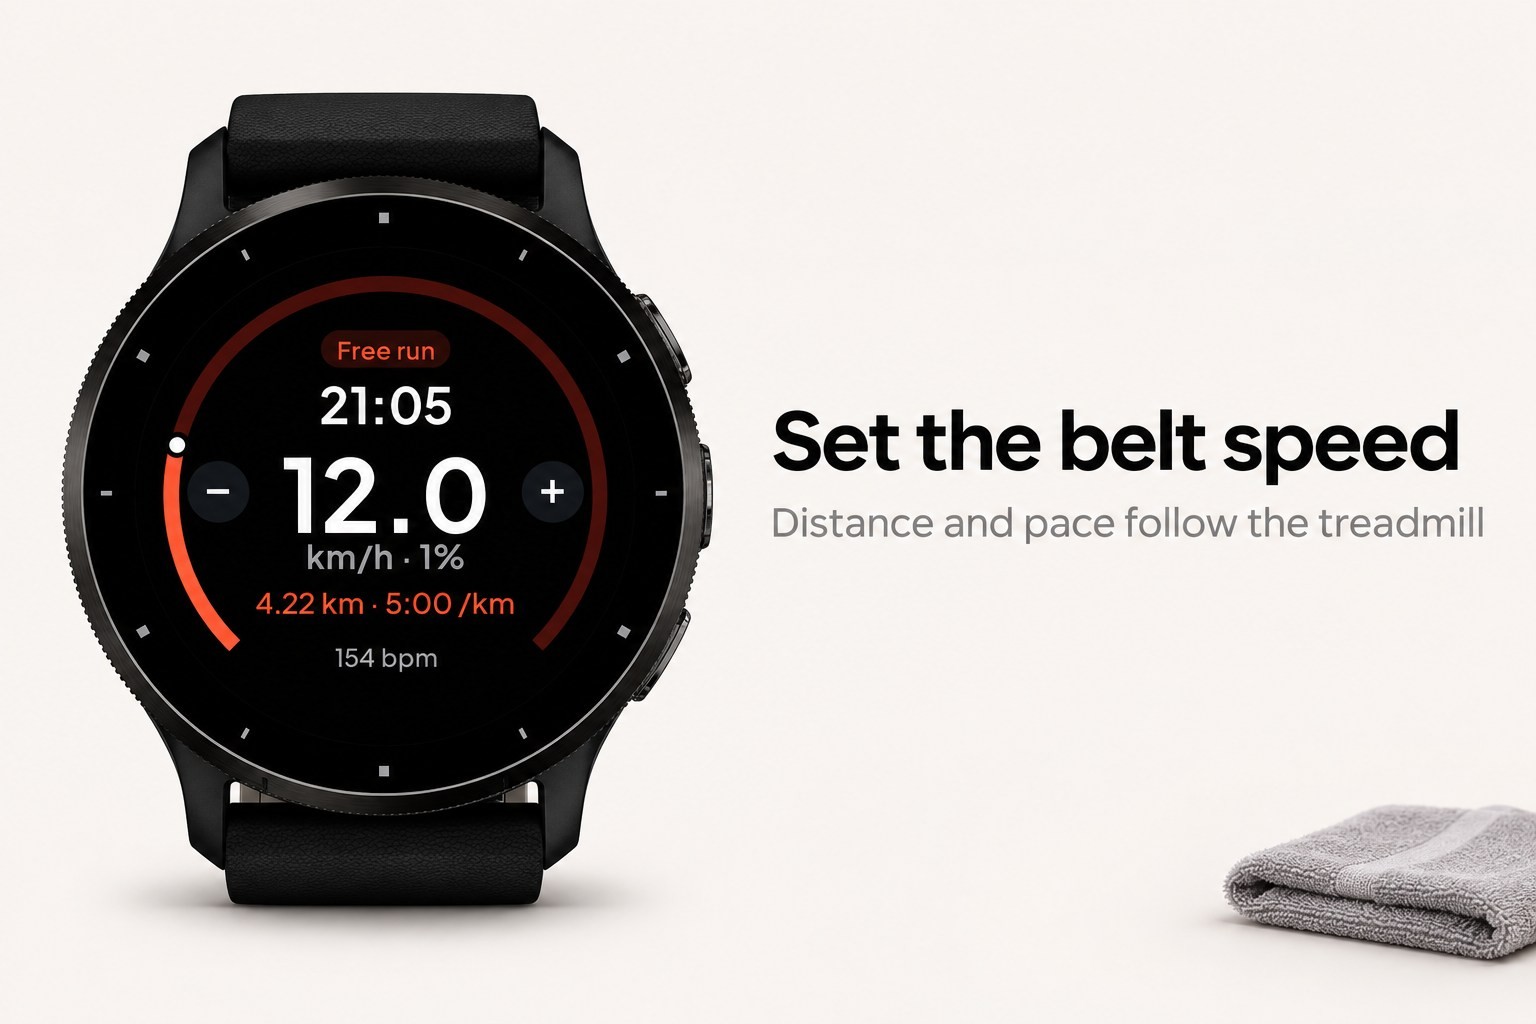 Free run
21:05
− 12.0 +
km/h · 1%
4.22 km · 5:00 /km
154 bpm
Set the belt speed
Distance and pace follow the treadmill